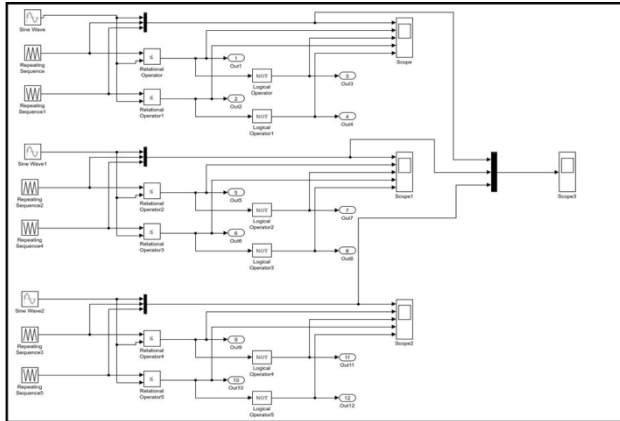 Sine Wave
Repeating
Sequence
≤
Relational
Operator
1
Out1
NOT
Logical
Operator
3
Out3
Scope
Repeating
Sequence1
≤
Relational
Operator1
2
Out2
NOT
Logical
Operator1
4
Out4
Sine Wave1
Repeating
Sequence2
≤
Relational
Operator2
5
Out5
NOT
Logical
Operator2
7
Out7
Scope1
Scope3
Repeating
Sequence4
≤
Relational
Operator3
6
Out6
NOT
Logical
Operator3
8
Out8
Sine Wave2
Repeating
Sequence3
≤
Relational
Operator4
9
Out9
NOT
Logical
Operator4
11
Out11
Scope2
Repeating
Sequence5
≤
Relational
Operator5
10
Out10
NOT
Logical
Operator5
12
Out12